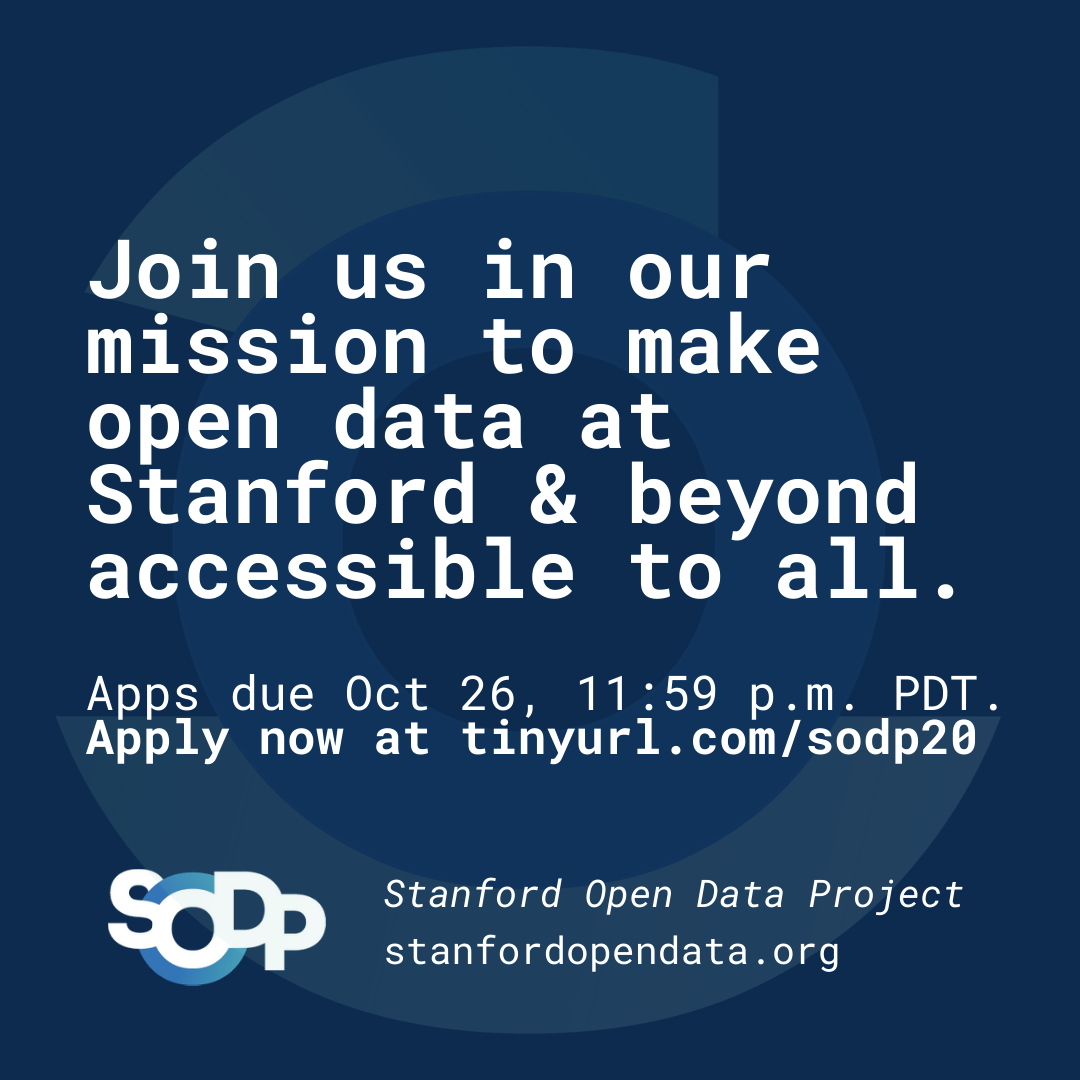 Join us in our
mission to make
open data at
Stanford & beyond
accessible to all.
Apps due Oct 26, 11:59 p.m. PDT.
Apply now at tinyurl.com/sodp20
SODP
Stanford Open Data Project
stanfordopendata.org